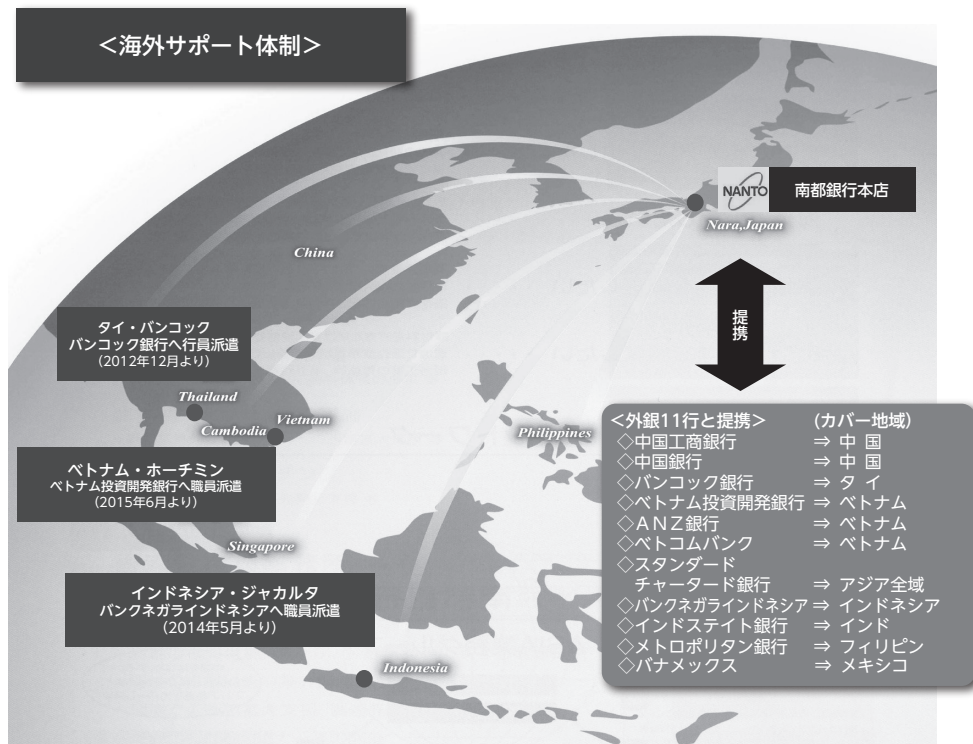 ＜海外サポート体制＞
NANTO
南都銀行本店
Nara,Japan
China
提携
タイ・バンコック
バンコック銀行へ行員派遣
（2012年12月より）
Thailand
Cambodia
Vietnam
Philippines
ベトナム・ホーチミン
ベトナム投資開発銀行へ職員派遣
（2015年6月より）
Singapore
インドネシア・ジャカルタ
バンクネガラインドネシアへ職員派遣
（2014年5月より）
Indonesia
＜外銀11行と提携＞ (カバー地域)
◇中国工商銀行 ⇒ 中 国
◇中国銀行 ⇒ 中 国
◇バンコック銀行 ⇒ タ イ
◇ベトナム投資開発銀行 ⇒ ベトナム
◇ＡＮＺ銀行 ⇒ ベトナム
◇ベトコムバンク ⇒ ベトナム
◇スタンダード
チャータード銀行 ⇒ アジア全域
◇バンクネガラインドネシア ⇒ インドネシア
◇インドステイト銀行 ⇒ インド
◇メトロポリタン銀行 ⇒ フィリピン
◇バナメックス ⇒ メキシコ